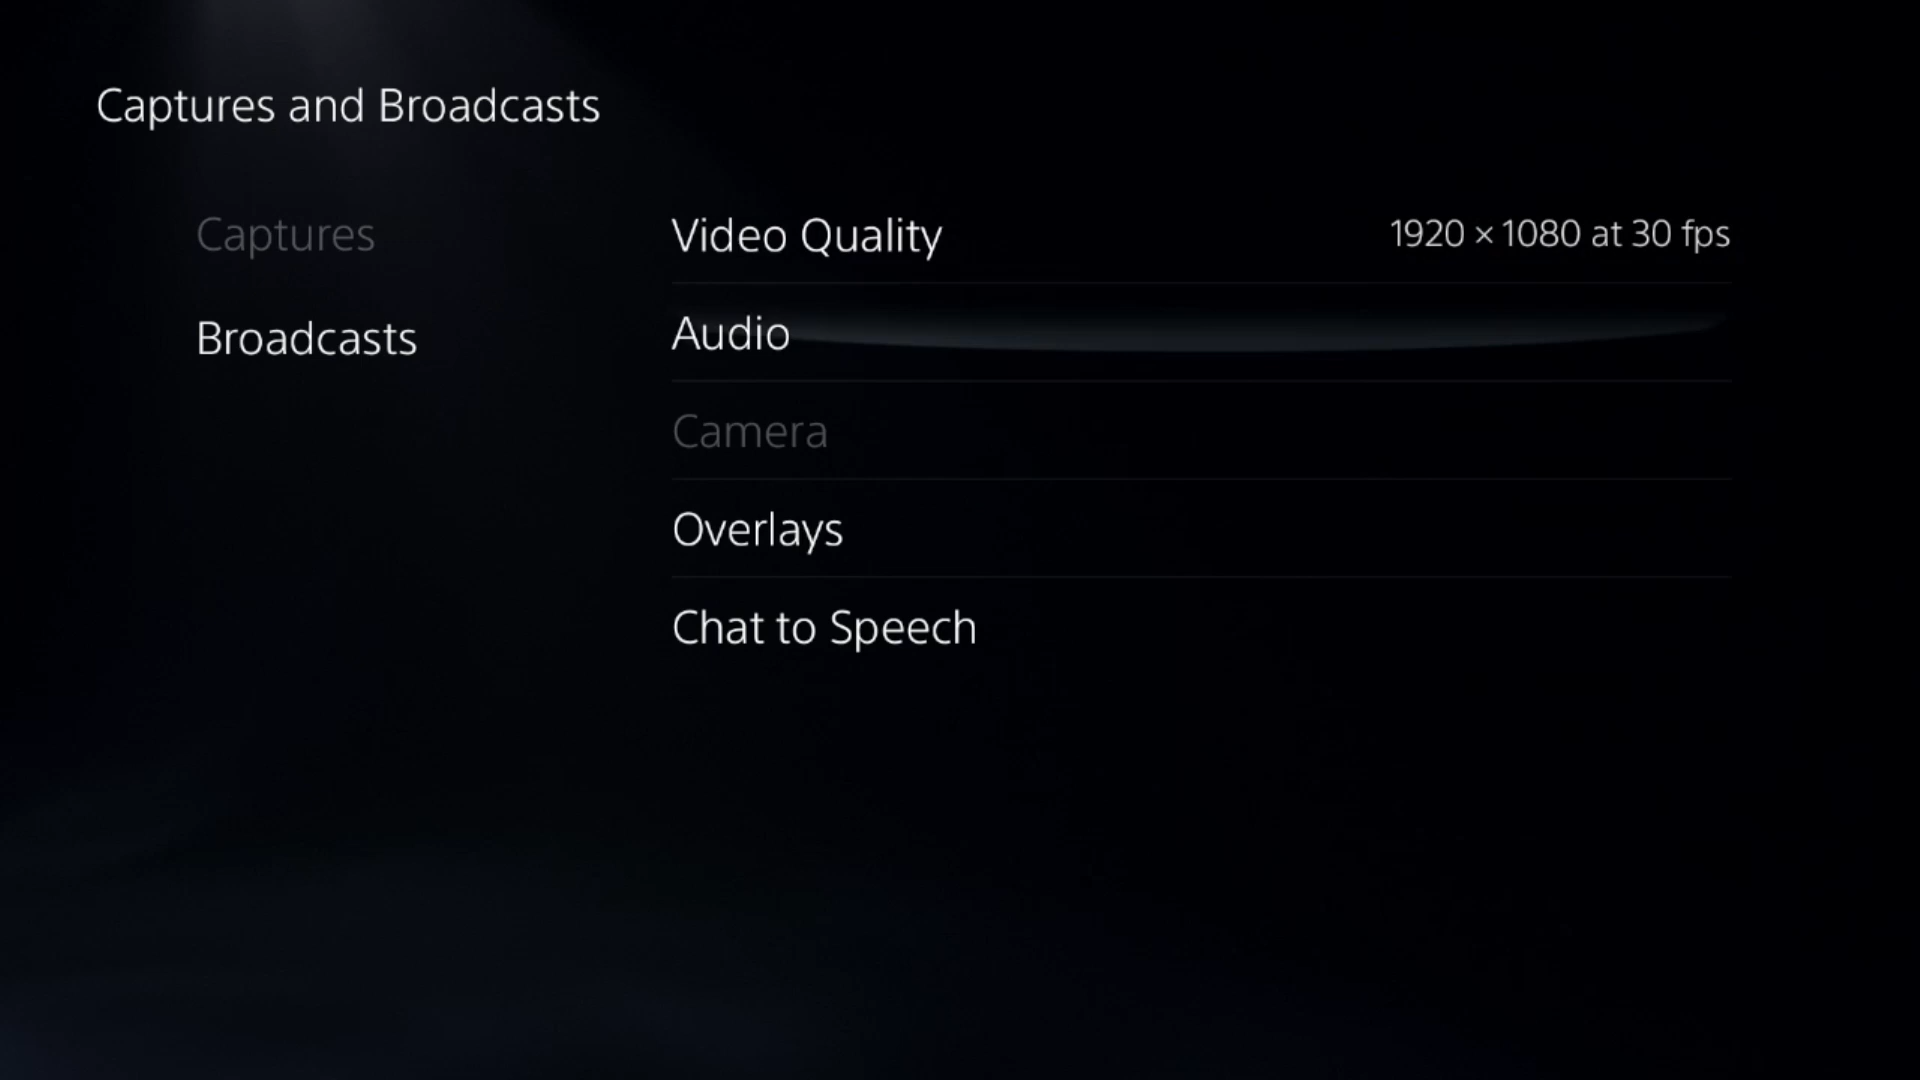 Captures and Broadcasts
Captures
Broadcasts
Video Quality 1920 × 1080 at 30 fps
Audio
Camera
Overlays
Chat to Speech